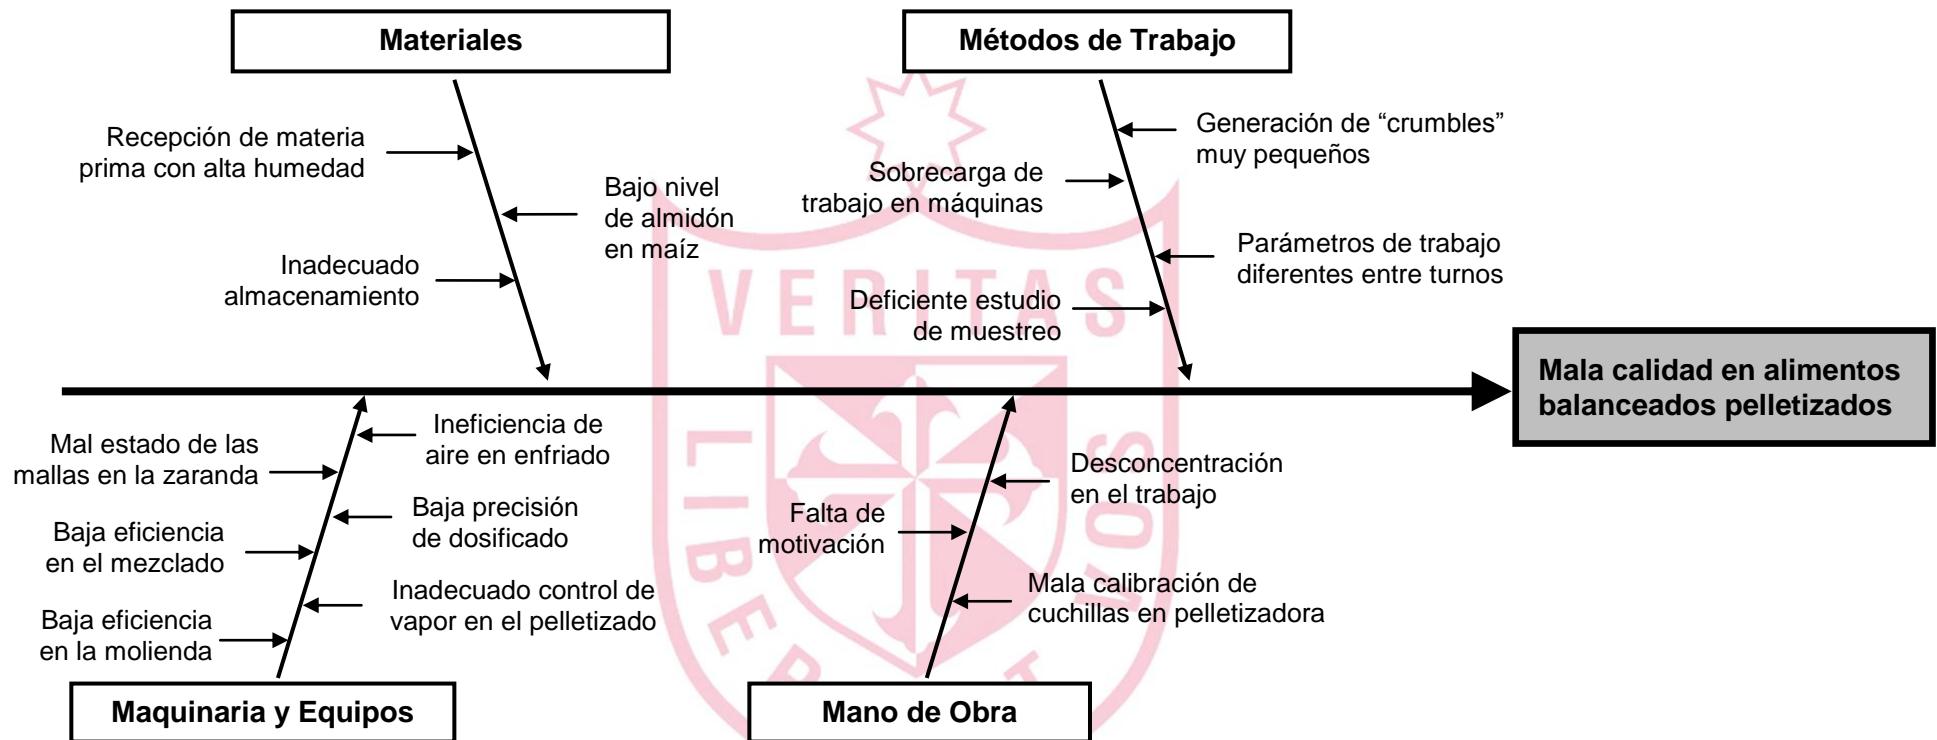 Materiales
Métodos de Trabajo
Recepción de materia
prima con alta humedad
Bajo nivel
de almidón
en maíz
Inadecuado
almacenamiento
Generación de “crumbles”
muy pequeños
Sobrecarga de
trabajo en máquinas
Parámetros de trabajo
diferentes entre turnos
Deficiente estudio
de muestreo
Mala calidad en alimentos
balanceados pelletizados
Ineficiencia de
aire en enfriado
Mal estado de las
mallas en la zaranda
Baja precisión
de dosificado
Baja eficiencia
en el mezclado
Inadecuado control de
vapor en el pelletizado
Baja eficiencia
en la molienda
Desconcentración
en el trabajo
Falta de
motivación
Mala calibración de
cuchillas en pelletizadora
Maquinaria y Equipos
Mano de Obra
VERITAS